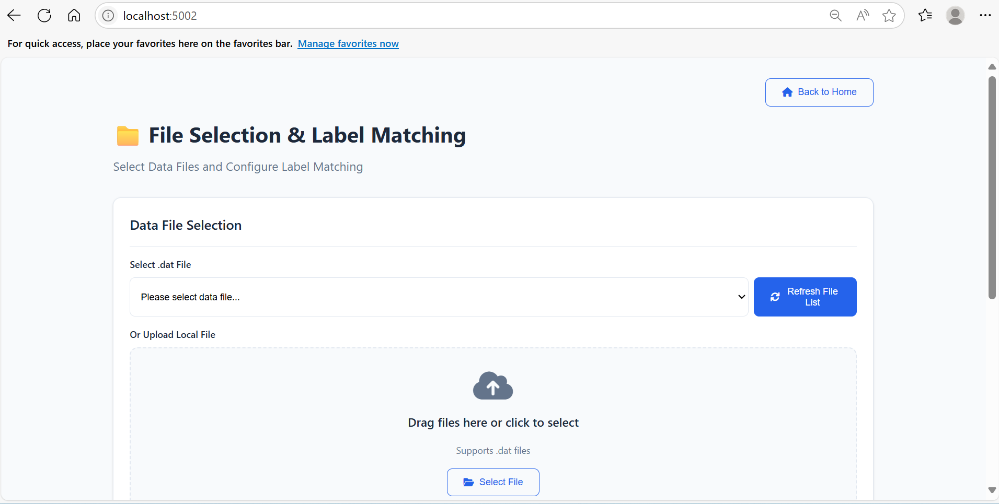 localhost:5002
For quick access, place your favorites here on the favorites bar. Manage favorites now
Back to Home
File Selection & Label Matching
Select Data Files and Configure Label Matching
Data File Selection
Select .dat File
Please select data file...
Refresh File
List
Or Upload Local File
Drag files here or click to select
Supports .dat files
Select File